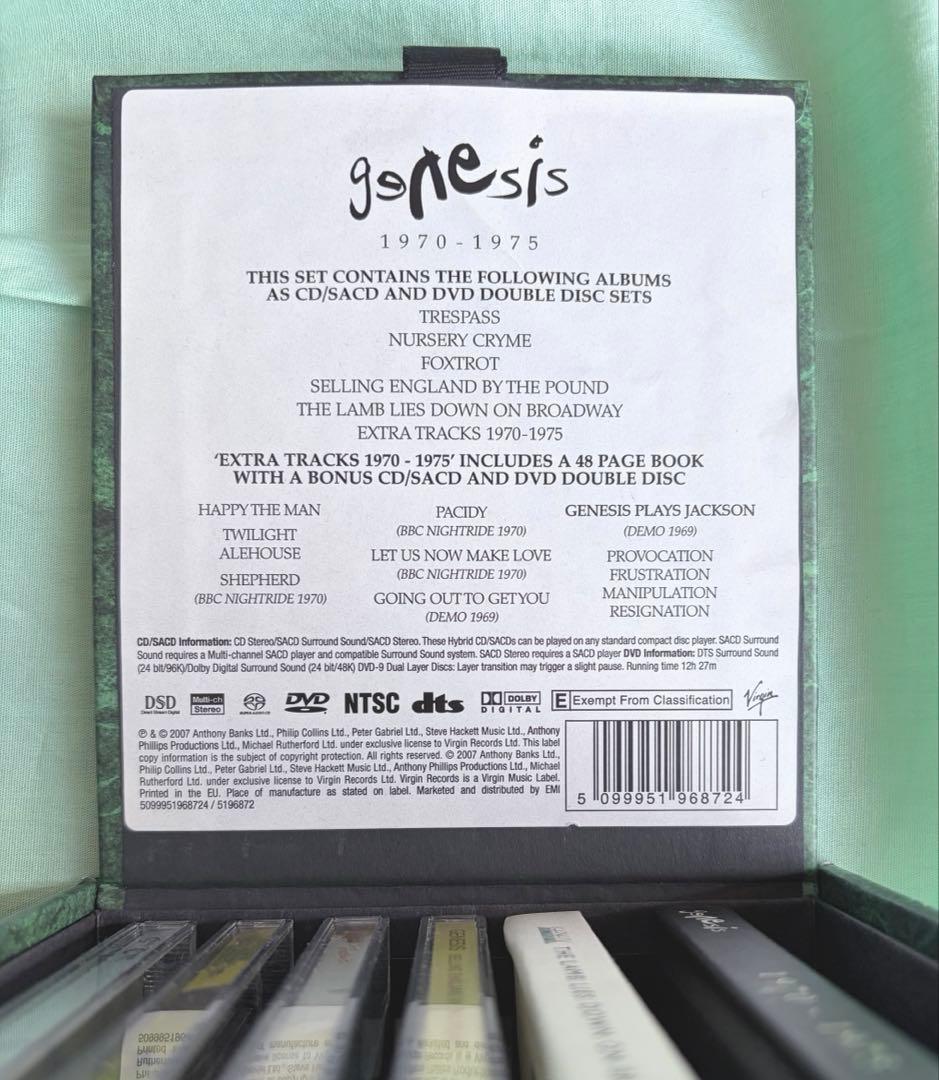 genesis
1970-1975
THIS SET CONTAINS THE FOLLOWING ALBUMS
AS CD/SACD AND DVD DOUBLE DISC SETS
TRESPASS
NURSERY CRYME
FOXTROT
SELLING ENGLAND BY THE POUND
THE LAMB LIES DOWN ON BROADWAY
EXTRA TRACKS 1970-1975
'EXTRA TRACKS 1970 - 1975' INCLUDES A 48 PAGE BOOK
WITH A BONUS CD/SACD AND DVD DOUBLE DISC
HAPPY THE MAN
TWILIGHT
ALEHOUSE
SHEPHERD
(BBC NIGHTRIDE 1970)
PACIDY
(BBC NIGHTRIDE 1970)
LET US NOW MAKE LOVE
(BBC NIGHTRIDE 1970)
GOING OUT TO GET YOU
(DEMO 1969)
GENESIS PLAYS JACKSON
(DEMO 1969)
PROVOCATION
FRUSTRATION
MANIPULATION
RESIGNATION
CD/SACD Information: CD Stereo/SACD Surround Sound/SACD Stereo. These Hybrid CD/SACDs can be played on any standard compact disc player. SACD Surround
Sound requires a Multi-channel SACD player and compatible Surround Sound system. SACD Stereo requires a SACD player DVD Information: DTS Surround Sound
(24 bit/96K)/Dolby Digital Surround Sound (24 bit/48K) DVD-9 Dual Layer Discs: Layer transition may trigger a slight pause. Running time 12h 27m
DSD
Direct Stream Digital
Multi-ch
Stereo
SUPER AUDIO CD
DVD
NTSC
dts
DOLBY
DIGITAL
E Exempt From Classification
Virgin
℗ & © 2007 Anthony Banks Ltd., Philip Collins Ltd., Peter Gabriel Ltd., Steve Hackett Music Ltd., Anthony
Phillips Productions Ltd., Michael Rutherford Ltd. under exclusive license to Virgin Records Ltd. This label
copy information is the subject of copyright protection. All rights reserved. © 2007 Anthony Banks Ltd.,
Philip Collins Ltd., Peter Gabriel Ltd., Steve Hackett Music Ltd., Anthony Phillips Productions Ltd., Michael
Rutherford Ltd. under exclusive license to Virgin Records Ltd. Virgin Records is a Virgin Music Label.
Printed in the EU. Place of manufacture as stated on label. Marketed and distributed by EMI
5099951968724 / 5196872
5 099951 968724
genesis
THE LAMB LIES DOWN